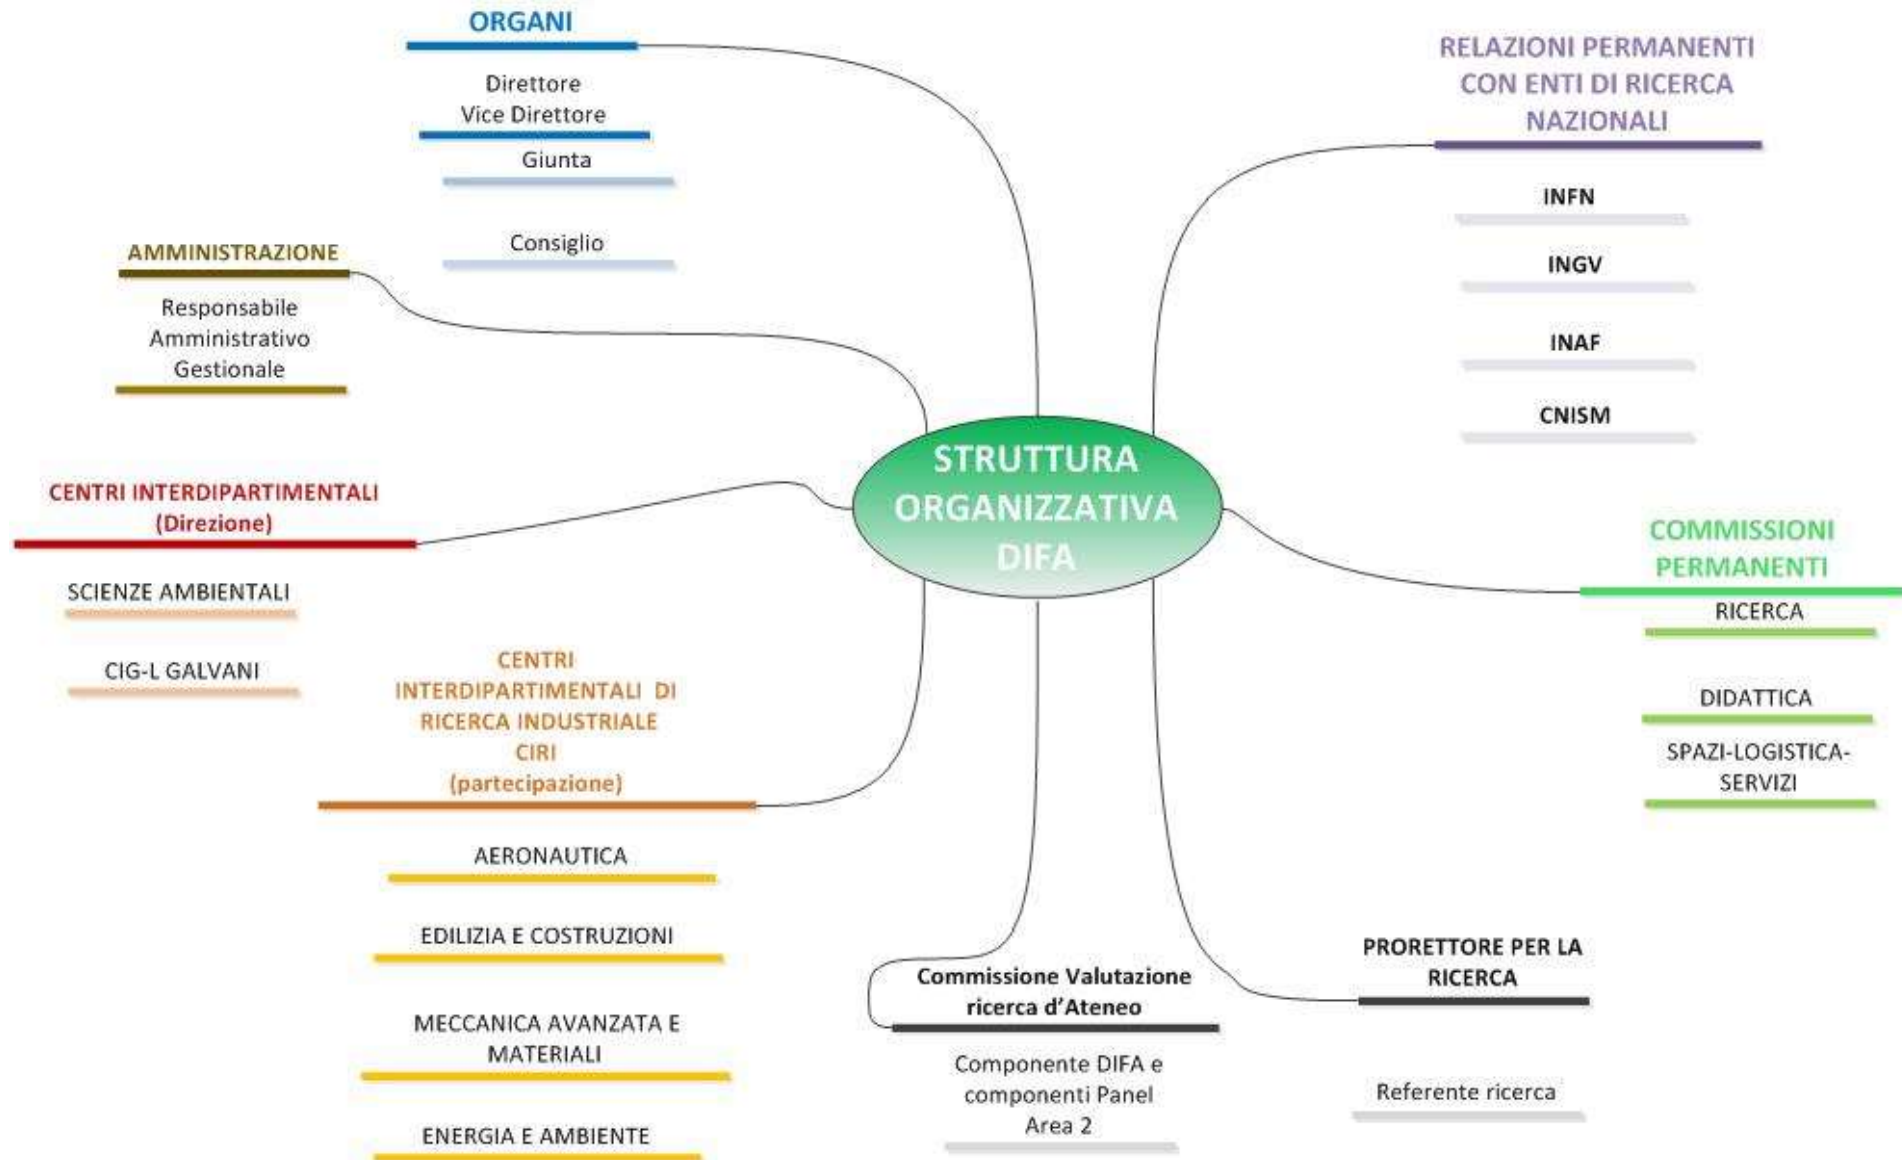 ORGANI
Direttore
Vice Direttore
Giunta
Consiglio
AMMINISTRAZIONE
Responsabile
Amministrativo
Gestionale
CENTRI INTERDIPARTIMENTALI
(Direzione)
SCIENZE AMBIENTALI
CIG-L GALVANI
CENTRI
INTERDIPARTIMENTALI DI
RICERCA INDUSTRIALE
CIRI
(partecipazione)
AERONAUTICA
EDILIZIA E COSTRUZIONI
MECCANICA AVANZATA E
MATERIALI
ENERGIA E AMBIENTE
STRUTTURA
ORGANIZZATIVA
DIFA
RELAZIONI PERMANENTI
CON ENTI DI RICERCA
NAZIONALI
INFN
INGV
INAF
CNISM
COMMISSIONI
PERMANENTI
RICERCA
DIDATTICA
SPAZI-LOGISTICA-
SERVIZI
PRORETTORE PER LA
RICERCA
Referente ricerca
Commissione Valutazione
ricerca d’Ateneo
Componente DIFA e
componenti Panel
Area 2